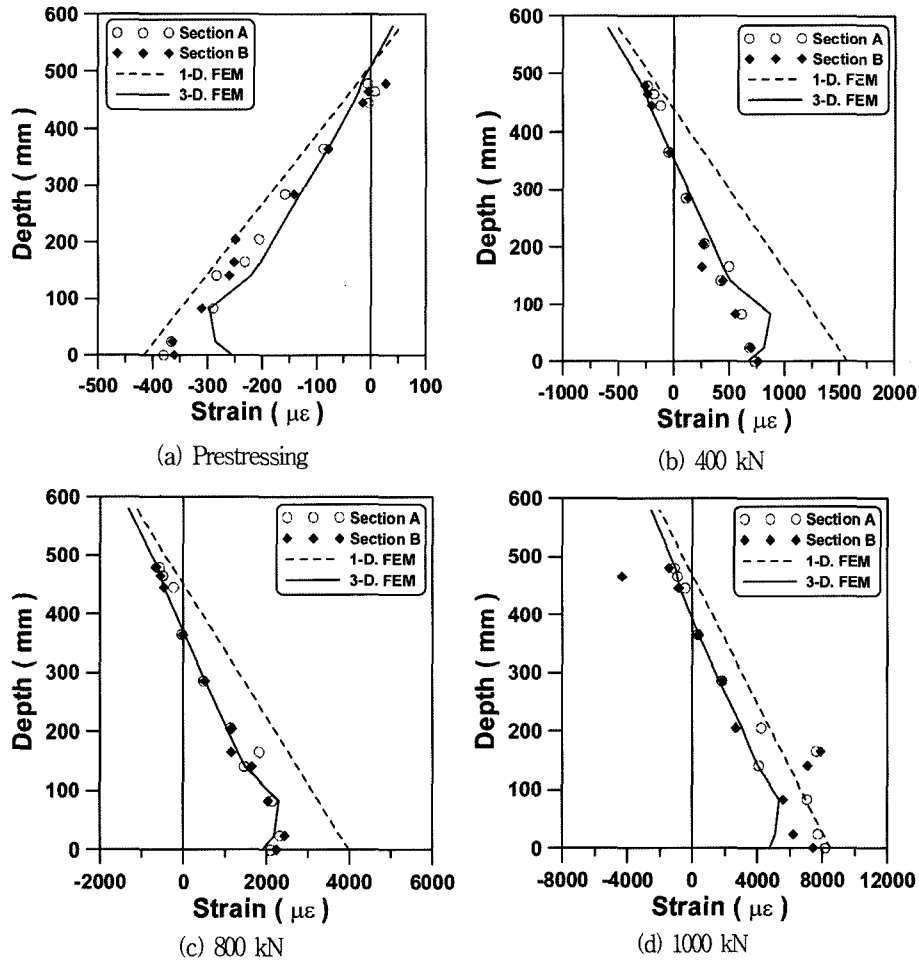 600
500
400
300
200
100
0
Depth ( mm )
Section A
Section B
1-D. FEM
3-D. FEM
-500 -400 -300 -200 -100 0 100
Strain ( με )
(a) Prestressing
600
500
400
300
200
100
0
Depth ( mm )
Section A
Section B
1-D. FEM
3-D. FEM
-1000 -500 0 500 1000 1500 2000
Strain ( με )
(b) 400 kN
600
500
400
300
200
100
0
Depth ( mm )
Section A
Section B
1-D. FEM
3-D. FEM
-2000 0 2000 4000 6000
Strain ( με )
(c) 800 kN
600
500
400
300
200
100
0
Depth ( mm )
Section A
Section B
1-D. FEM
3-D. FEM
-8000 -4000 0 4000 8000 12000
Strain ( με )
(d) 1000 kN